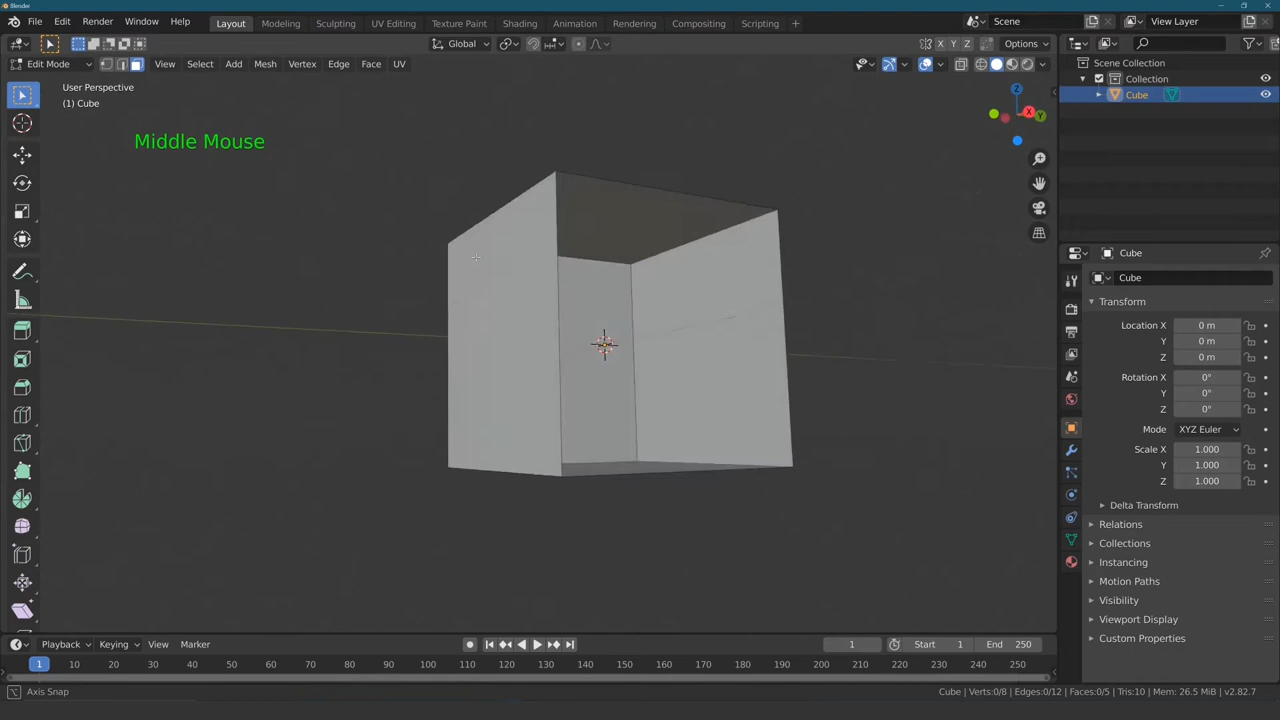 Blender
File Edit Render Window Help
Layout Modeling Sculpting UV Editing Texture Paint Shading Animation Rendering Compositing Scripting +
Scene
View Layer
Global
X Y Z
Options
Edit Mode
View Select Add Mesh Vertex Edge Face UV
User Perspective
(1) Cube
Middle Mouse
Z
X
Y
Scene Collection
Collection
Cube
Cube
Cube
Transform
Location X 0 m
Y 0 m
Z 0 m
Rotation X 0°
Y 0°
Z 0°
Mode XYZ Euler
Scale X 1.000
Y 1.000
Z 1.000
Delta Transform
Relations
Collections
Instancing
Motion Paths
Visibility
Viewport Display
Custom Properties
Playback Keying View Marker
1
Start 1
End 250
1 10 20 30 40 50 60 70 80 90 100 110 120 130 140 150 160 170 180 190 200 210 220 230 240 250
Axis Snap
Cube | Verts:0/8 | Edges:0/12 | Faces:0/5 | Tris:10 | Mem: 26.5 MiB | v2.82.7